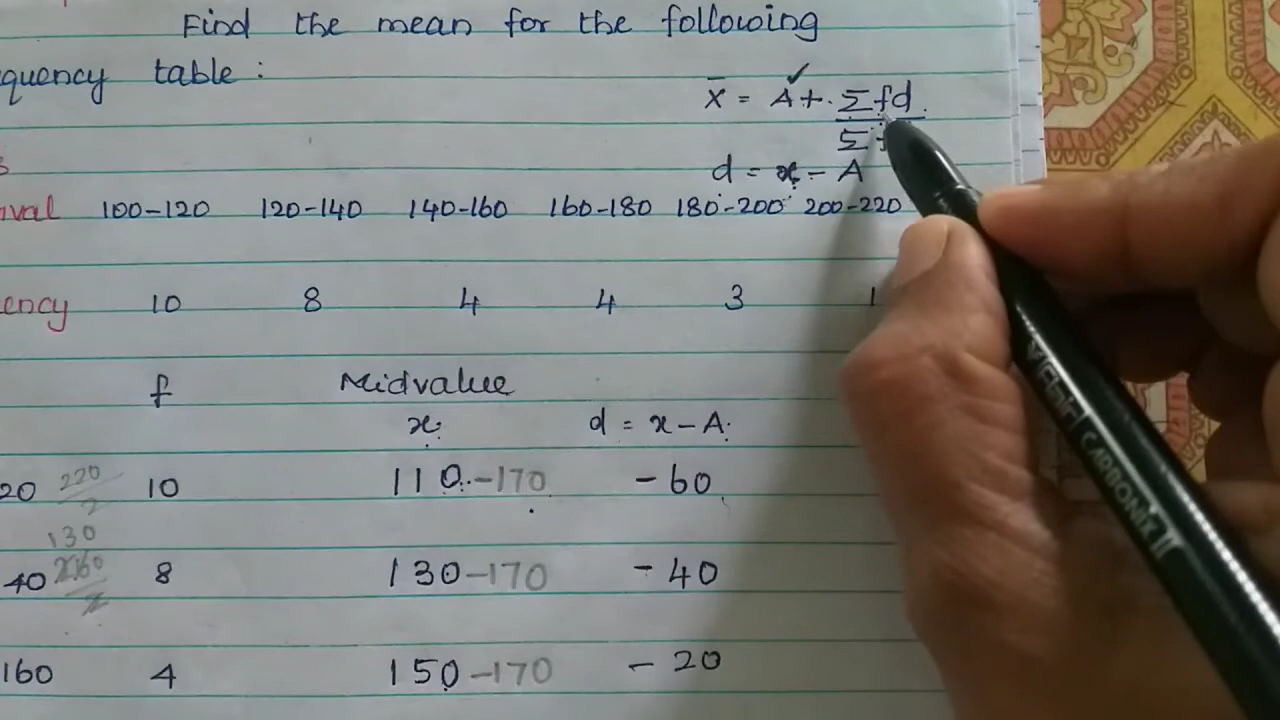 Find the mean for the following
quency table :
x̄ = A + Σfd
Σ
d = x - A
val 100-120 120-140 140-160 160-180 180-200 200-220
ency 10 8 4 4 3 1
f Midvalue
x d = x - A
20 220 10 110 -170 -60
2
130
40 260 8 130 -170 -40
2
160 4 150 -170 -20